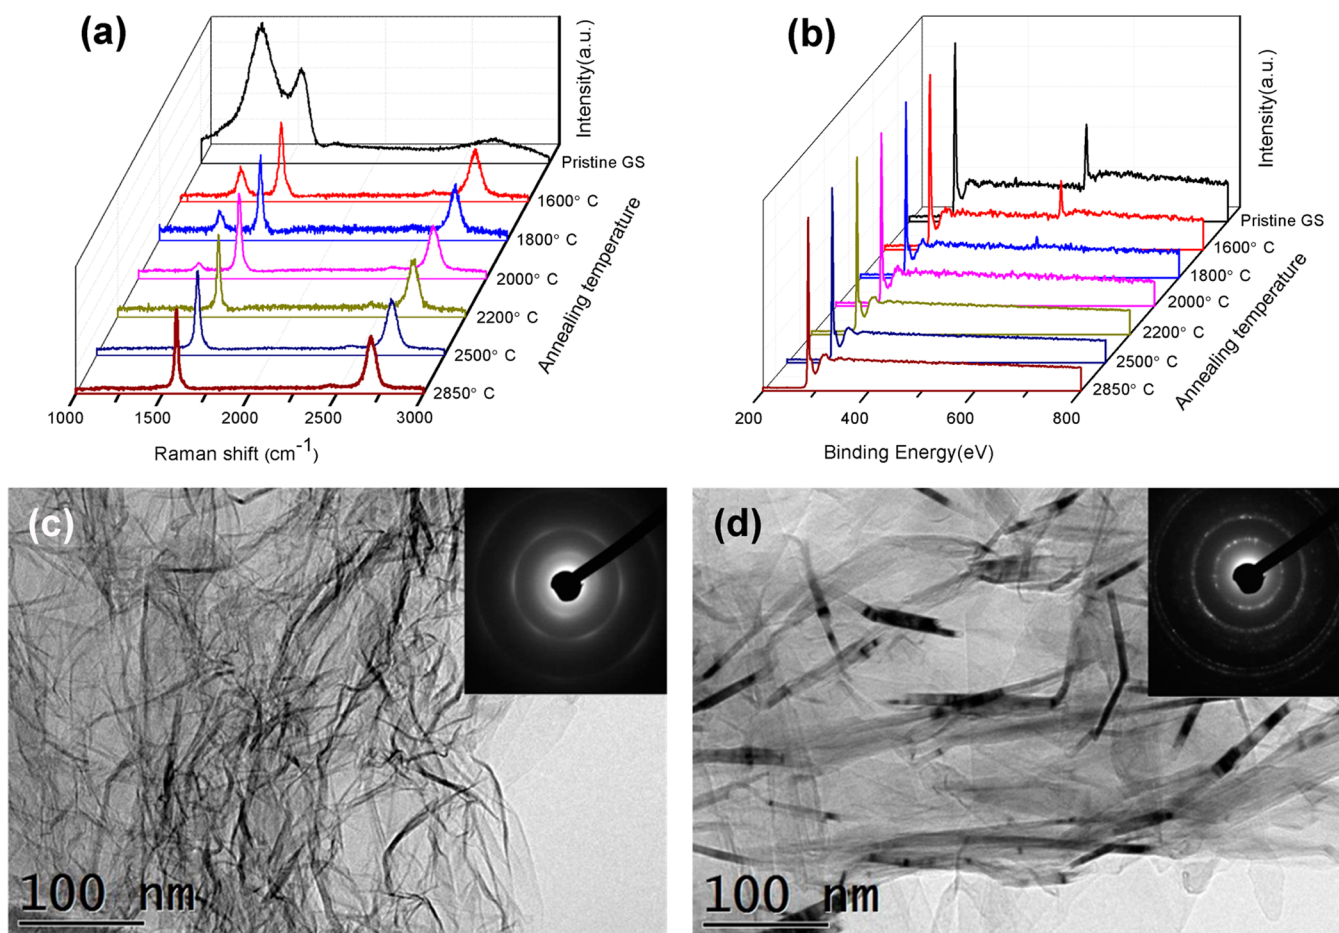 (a)
Intensity(a.u.)
Pristine GS
1600° C
1800° C
2000° C
2200° C
2500° C
2850° C
Annealing temperature
1000 1500 2000 2500 3000
Raman shift (cm-1)
(b)
Intensity(a.u.)
Pristine GS
1600° C
1800° C
2000° C
2200° C
2500° C
2850° C
Annealing temperature
200 400 600 800
Binding Energy(eV)
(c)
100 nm
(d)
100 nm